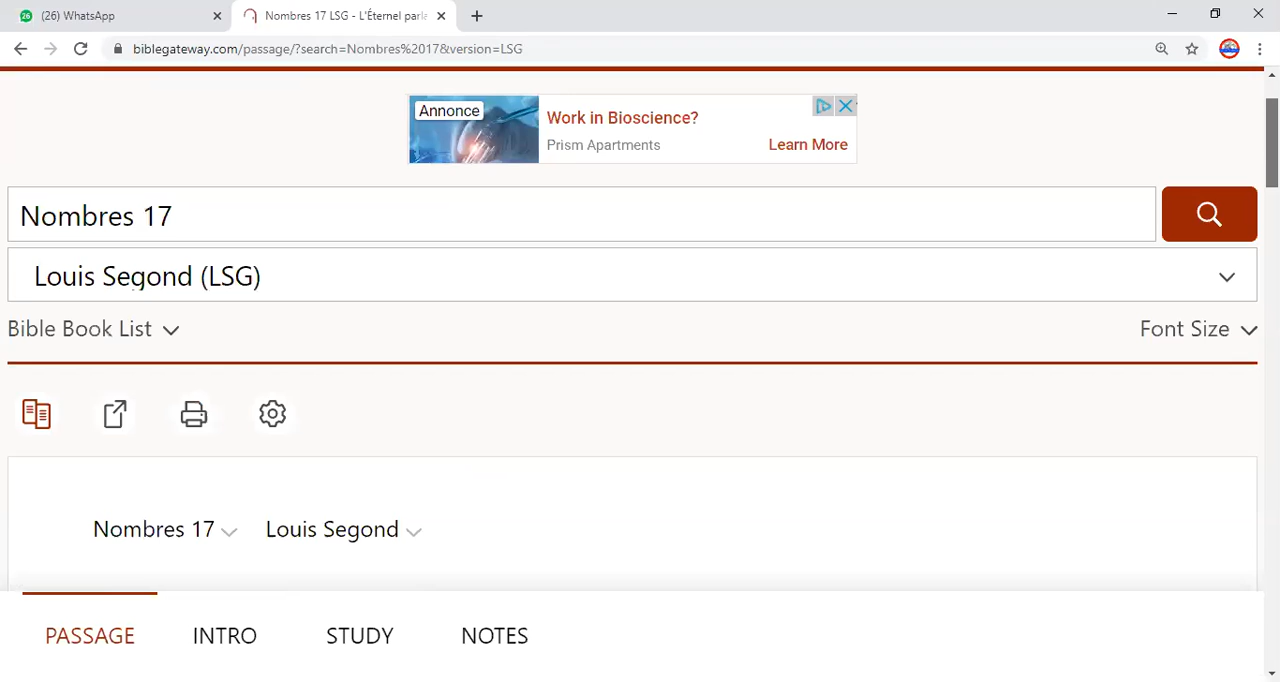 (26) WhatsApp
Nombres 17 LSG - L'Éternel parla
biblegateway.com/passage/?search=Nombres%2017&version=LSG
Annonce
Work in Bioscience?
Prism Apartments
Learn More
Nombres 17
Louis Segond (LSG)
Bible Book List
Font Size
Nombres 17
Louis Segond
PASSAGE
INTRO
STUDY
NOTES